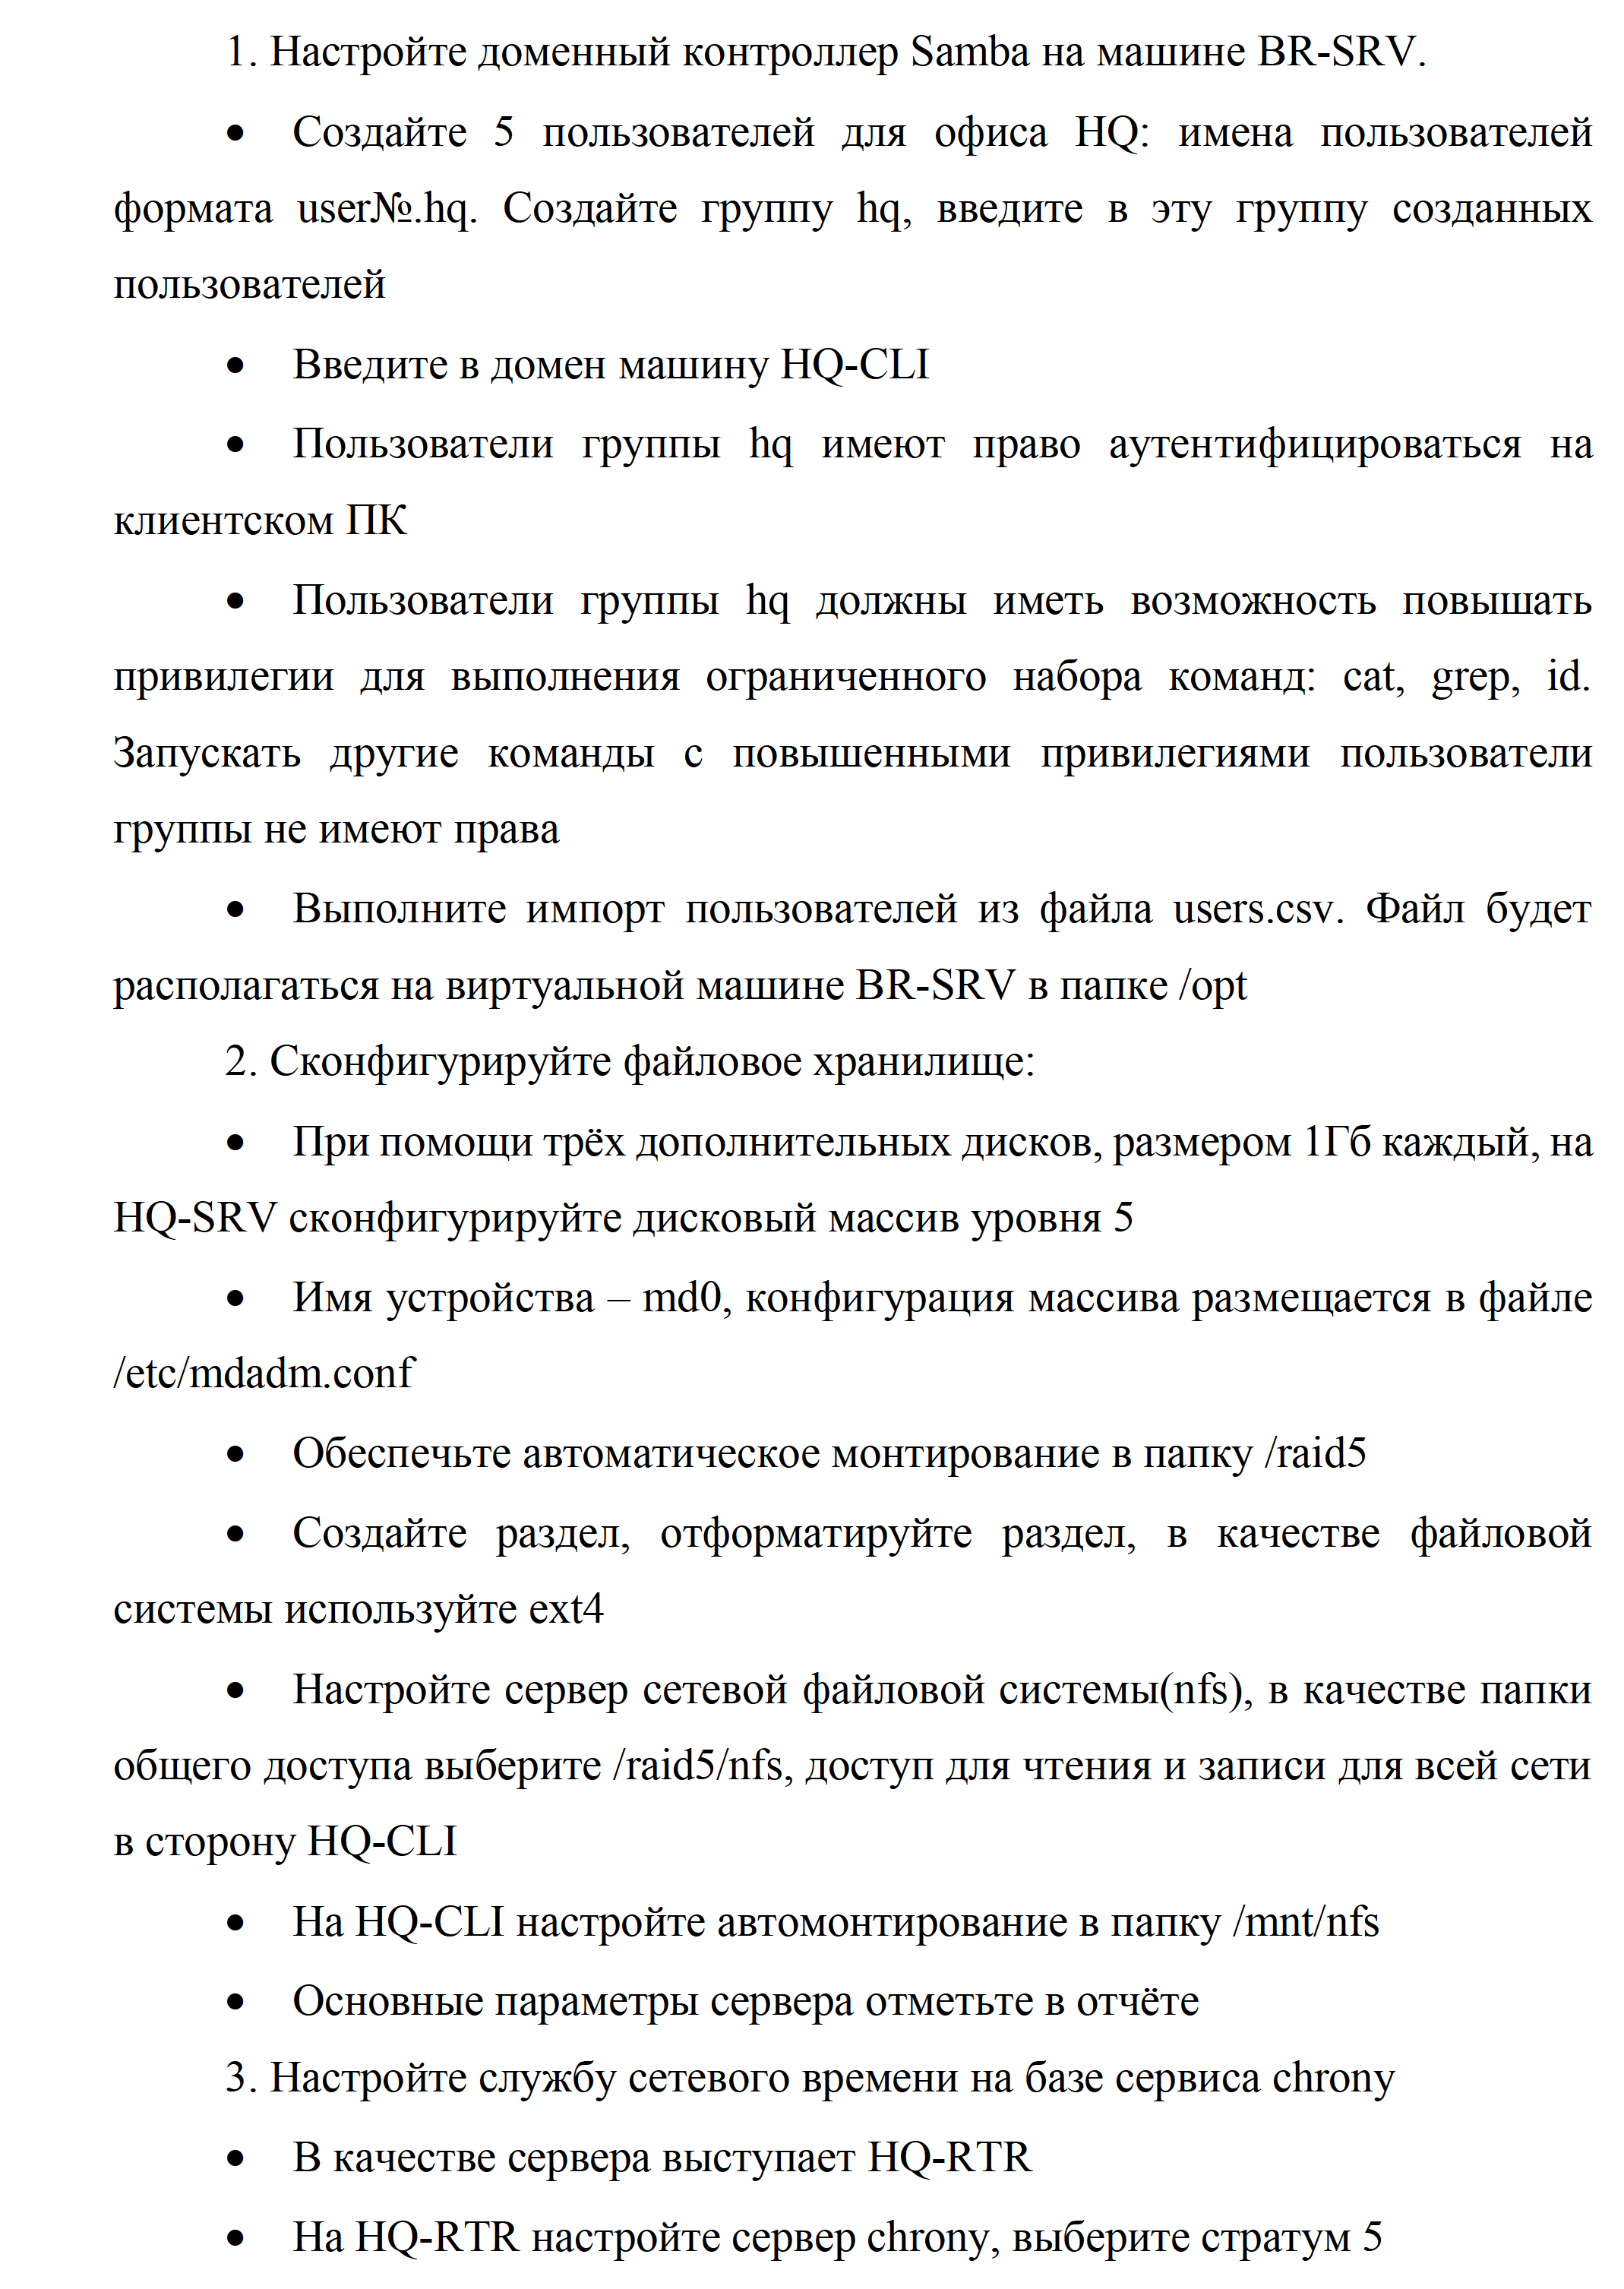 1. Настройте доменный контроллер Samba на машине BR-SRV.
• Создайте 5 пользователей для офиса HQ: имена пользователей
формата user№.hq. Создайте группу hq, введите в эту группу созданных
пользователей
• Введите в домен машину HQ-CLI
• Пользователи группы hq имеют право аутентифицироваться на
клиентском ПК
• Пользователи группы hq должны иметь возможность повышать
привилегии для выполнения ограниченного набора команд: cat, grep, id.
Запускать другие команды с повышенными привилегиями пользователи
группы не имеют права
• Выполните импорт пользователей из файла users.csv. Файл будет
располагаться на виртуальной машине BR-SRV в папке /opt
2. Сконфигурируйте файловое хранилище:
• При помощи трёх дополнительных дисков, размером 1Гб каждый, на
HQ-SRV сконфигурируйте дисковый массив уровня 5
• Имя устройства – md0, конфигурация массива размещается в файле
/etc/mdadm.conf
• Обеспечьте автоматическое монтирование в папку /raid5
• Создайте раздел, отформатируйте раздел, в качестве файловой
системы используйте ext4
• Настройте сервер сетевой файловой системы(nfs), в качестве папки
общего доступа выберите /raid5/nfs, доступ для чтения и записи для всей сети
в сторону HQ-CLI
• На HQ-CLI настройте автомонтирование в папку /mnt/nfs
• Основные параметры сервера отметьте в отчёте
3. Настройте службу сетевого времени на базе сервиса chrony
• В качестве сервера выступает HQ-RTR
• На HQ-RTR настройте сервер chrony, выберите стратум 5